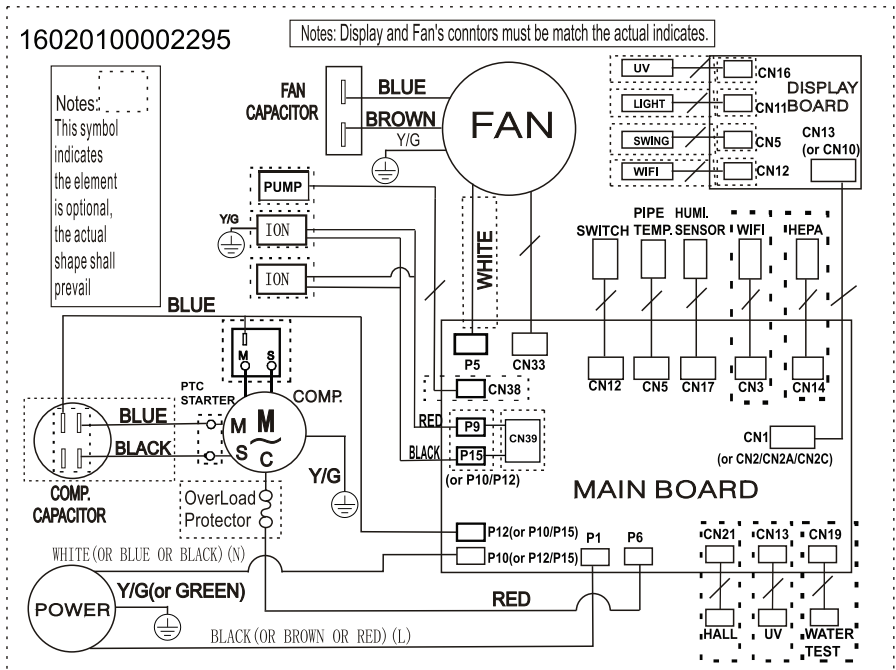 16020100002295
Notes: Display and Fan's conntors must be match the actual indicates.
Notes:
This symbol
indicates
the element
is optional,
the actual
shape shall
prevail
FAN
CAPACITOR
BLUE
BROWN
Y/G
FAN
UV
LIGHT
SWING
WIFI
CN16
CN11
CN5
CN12
DISPLAY
BOARD
CN13
(or CN10)
PUMP
Y/G
ION
ION
WHITE
SWITCH
PIPE
TEMP.
HUMI.
SENSOR
WIFI
HEPA
BLUE
M S
P5
CN33
CN12
CN5
CN17
CN3
CN14
CN38
PTC
STARTER
COMP.
BLUE
BLACK
M
S
C
M
~
Y/G
RED
BLACK
P9
P15
CN39
(or P10/P12)
CN1
(or CN2/CN2A/CN2C)
COMP.
CAPACITOR
OverLoad
Protector
MAIN BOARD
P12(or P10/P15)
P10(or P12/P15)
P1
P6
CN21
CN13
CN19
WHITE(OR BLUE OR BLACK)(N)
Y/G(or GREEN)
POWER
RED
BLACK(OR BROWN OR RED)(L)
HALL
UV
WATER
TEST